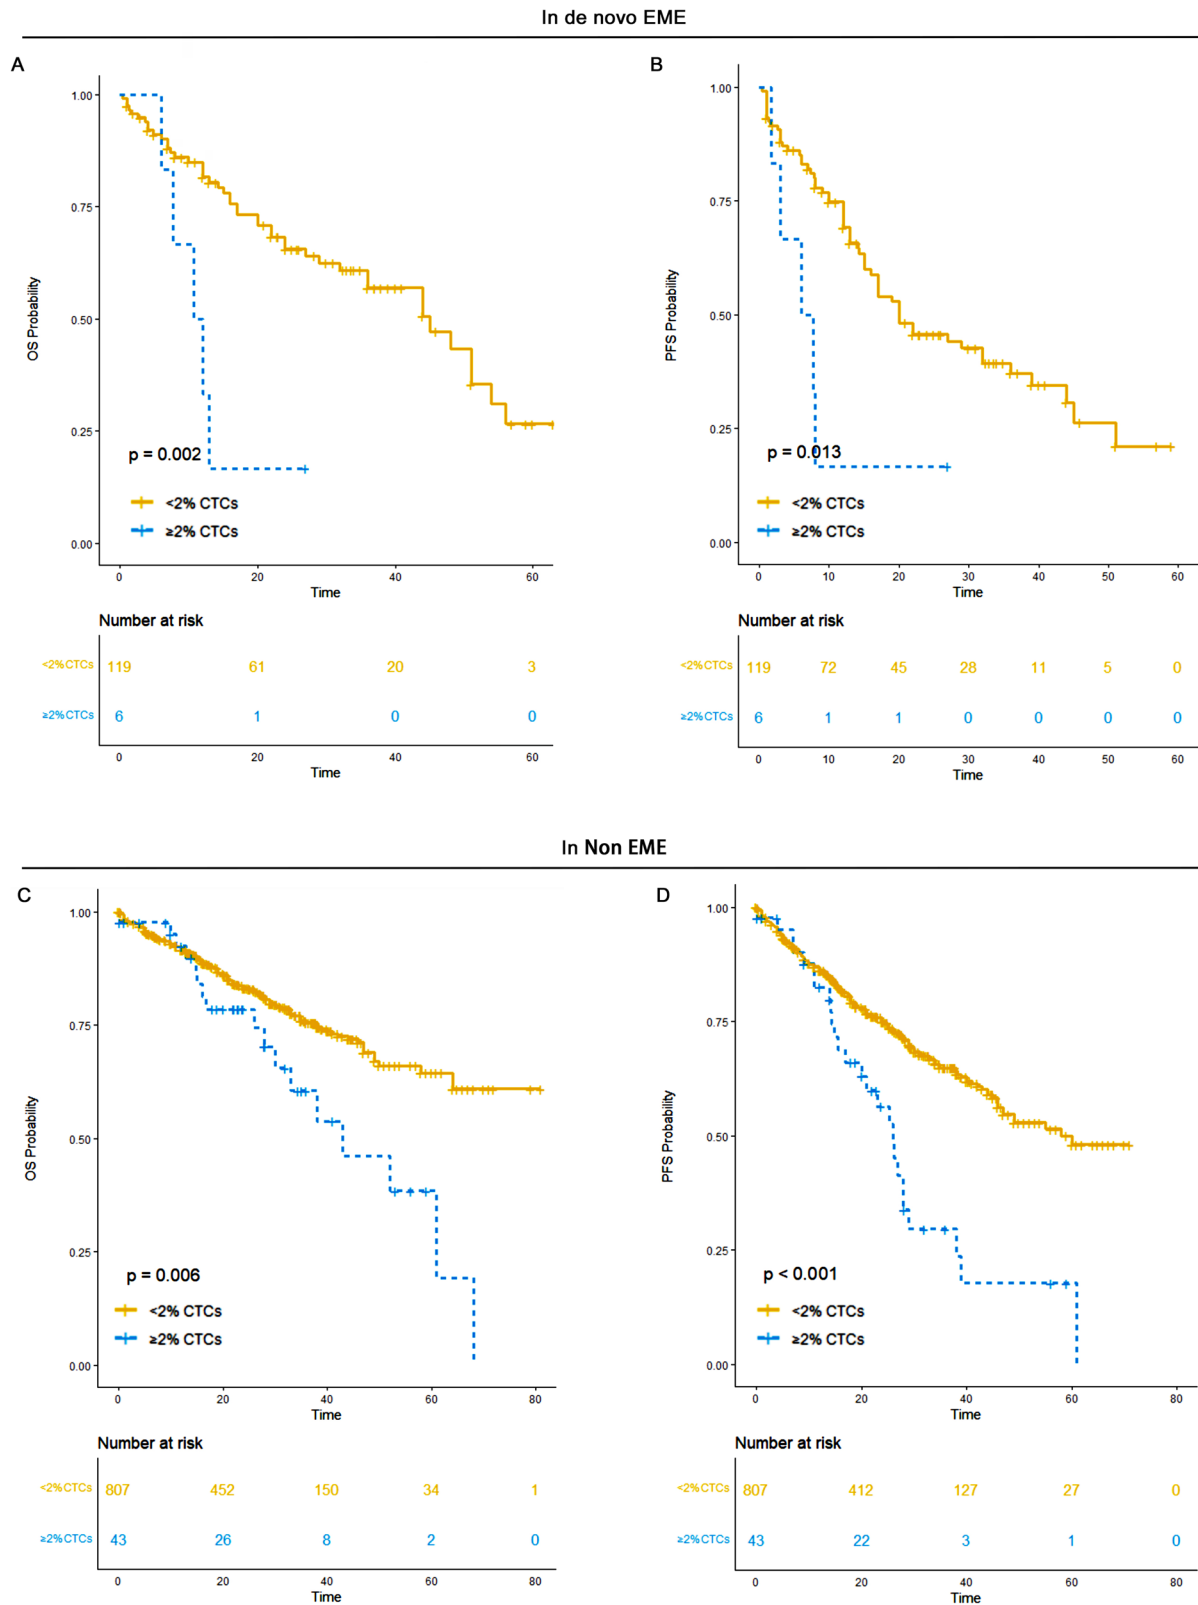 In de novo EME
A
OS Probability
1.00
0.75
0.50
0.25
0.00
p = 0.002
<2% CTCs
≥2% CTCs
0 20 40 60
Time
Number at risk
<2%CTCs 119 61 20 3
≥2%CTCs 6 1 0 0
0 20 40 60
Time
B
PFS Probability
1.00
0.75
0.50
0.25
0.00
p = 0.013
<2% CTCs
≥2% CTCs
0 10 20 30 40 50 60
Time
Number at risk
<2%CTCs 119 72 45 28 11 5 0
≥2%CTCs 6 1 1 0 0 0 0
0 10 20 30 40 50 60
Time
In Non EME
C
OS Probability
1.00
0.75
0.50
0.25
0.00
p = 0.006
<2% CTCs
≥2% CTCs
0 20 40 60 80
Time
Number at risk
<2%CTCs 807 452 150 34 1
≥2%CTCs 43 26 8 2 0
0 20 40 60 80
Time
D
PFS Probability
1.00
0.75
0.50
0.25
0.00
p < 0.001
<2% CTCs
≥2% CTCs
0 20 40 60 80
Time
Number at risk
<2%CTCs 807 412 127 27 0
≥2%CTCs 43 22 3 1 0
0 20 40 60 80
Time